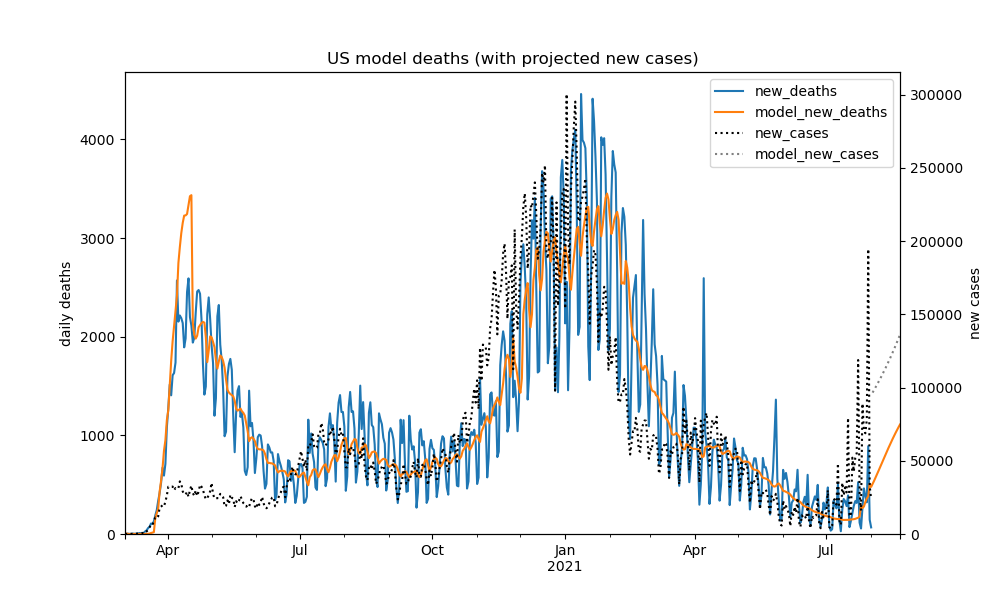 US model deaths (with projected new cases)
new_deaths
model_new_deaths
new_cases
model_new_cases
daily deaths
new cases
4000
3000
2000
1000
0
300000
250000
200000
150000
100000
50000
0
Apr
Jul
Oct
Jan
2021
Apr
Jul